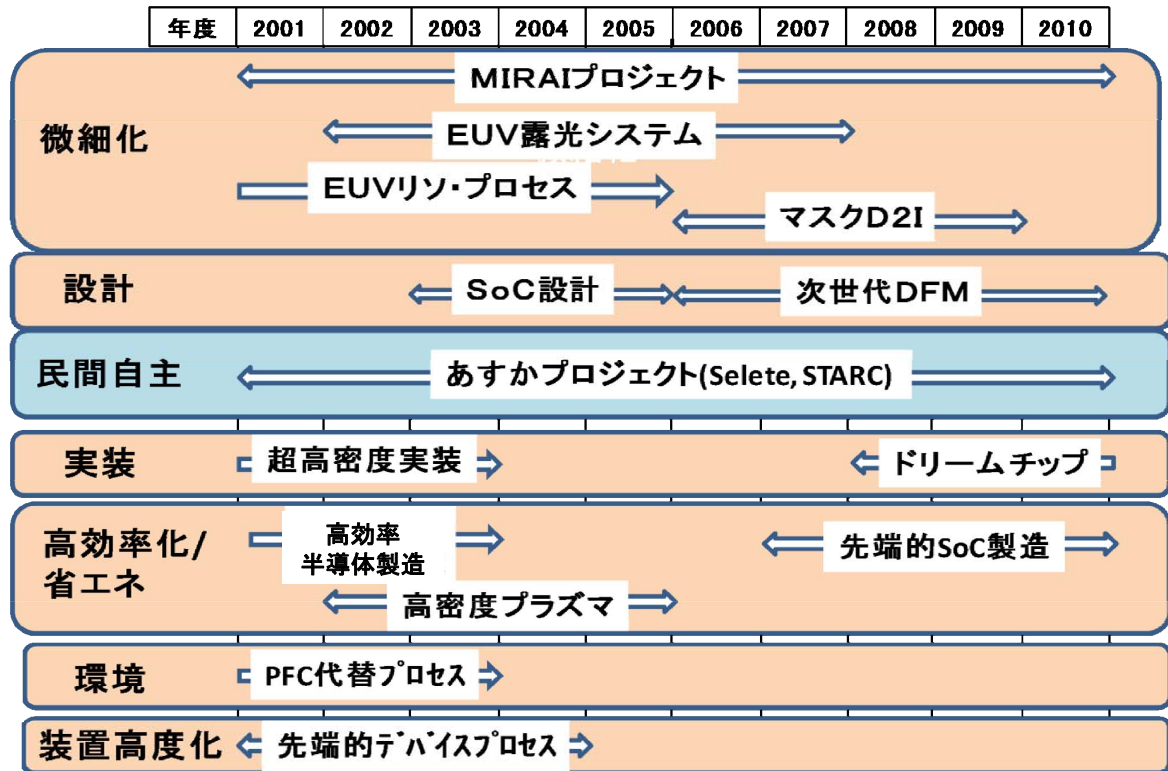 年度 2001 2002 2003 2004 2005 2006 2007 2008 2009 2010
微細化
MIRAIプロジェクト
EUV露光システム
EUVリソ・プロセス
マスクD2I
設計
SoC設計
次世代DFM
民間自主
あすかプロジェクト(Selete, STARC)
実装
超高密度実装
ドリームチップ
高効率化/
省エネ
高効率
半導体製造
先端的SoC製造
高密度プラズマ
環境
PFC代替プロセス
装置高度化
先端的デバイスプロセス